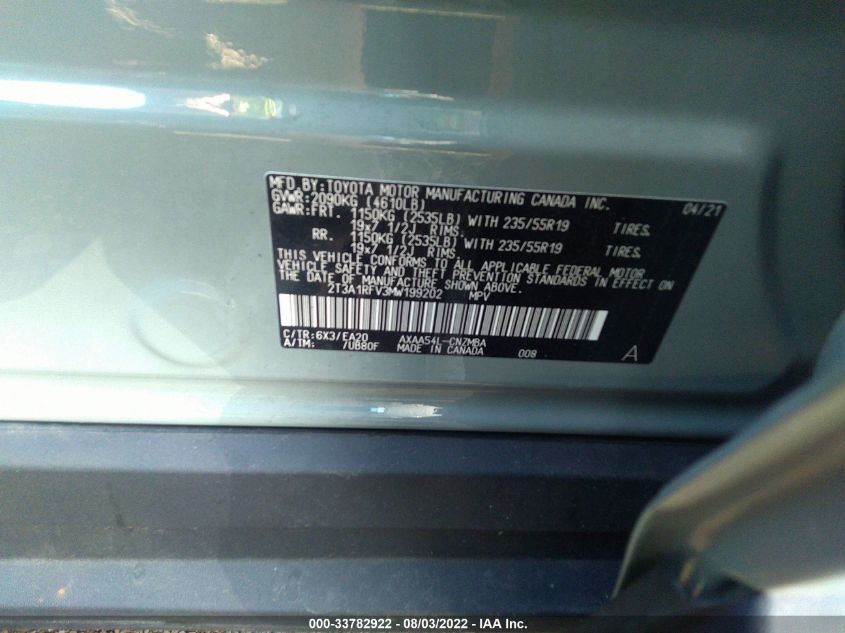 MFD.BY:TOYOTA MOTOR MANUFACTURING CANADA INC. 04/21
GVWR:2090KG (4610LB)
GAWR:FRT. 1150KG (2535LB) WITH 235/55R19 TIRES.
19x7 1/2J RIMS.
RR. 1150KG (2535LB) WITH 235/55R19 TIRES.
19x7 1/2J RIMS.
THIS VEHICLE CONFORMS TO ALL APPLICABLE FEDERAL MOTOR
VEHICLE SAFETY AND THEFT PREVENTION STANDARDS IN EFFECT ON
THE DATE OF MANUFACTURE SHOWN ABOVE.
2T3A1RFV3MW199202 MPV
C/TR:6X3/EA20 AXAA54L-CNZMBA
A/TM: /UB80F MADE IN CANADA 008 A
000-33782922 - 08/03/2022 - IAA Inc.